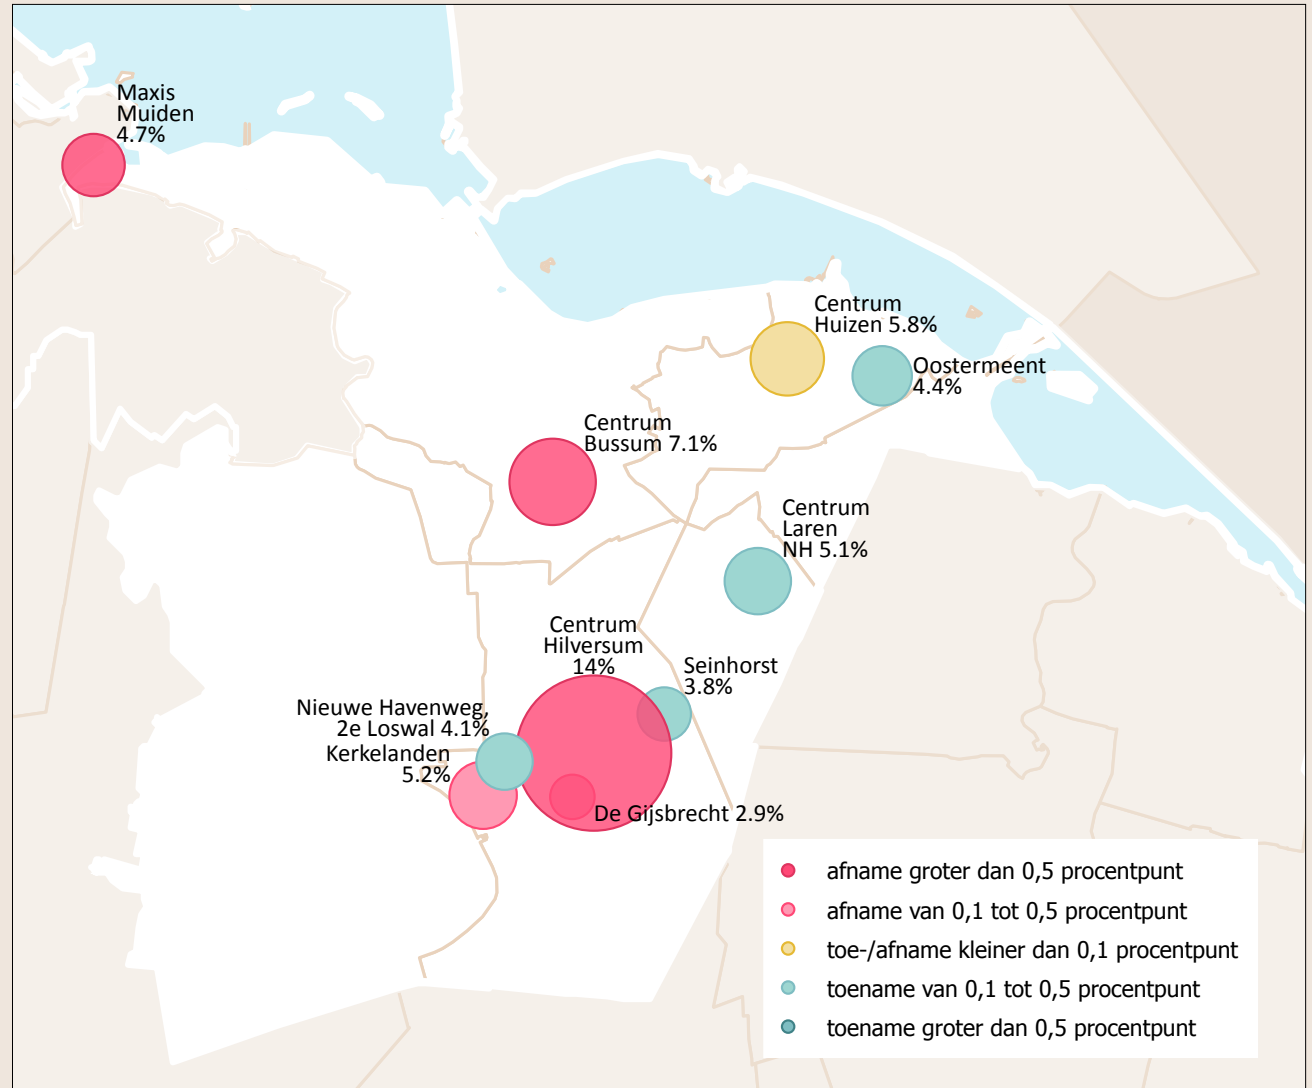 Maxis
Muiden
4.7%
Centrum
Huizen 5.8%
Oostermeent
4.4%
Centrum
Bussum 7.1%
Centrum
Laren
NH 5.1%
Centrum
Hilversum
14%
Seinhorst
3.8%
Nieuwe Havenweg,
2e Loswal 4.1%
Kerkelanden
5.2%
De Gijsbrecht 2.9%
afname groter dan 0,5 procentpunt
afname van 0,1 tot 0,5 procentpunt
toe-/afname kleiner dan 0,1 procentpunt
toename van 0,1 tot 0,5 procentpunt
toename groter dan 0,5 procentpunt